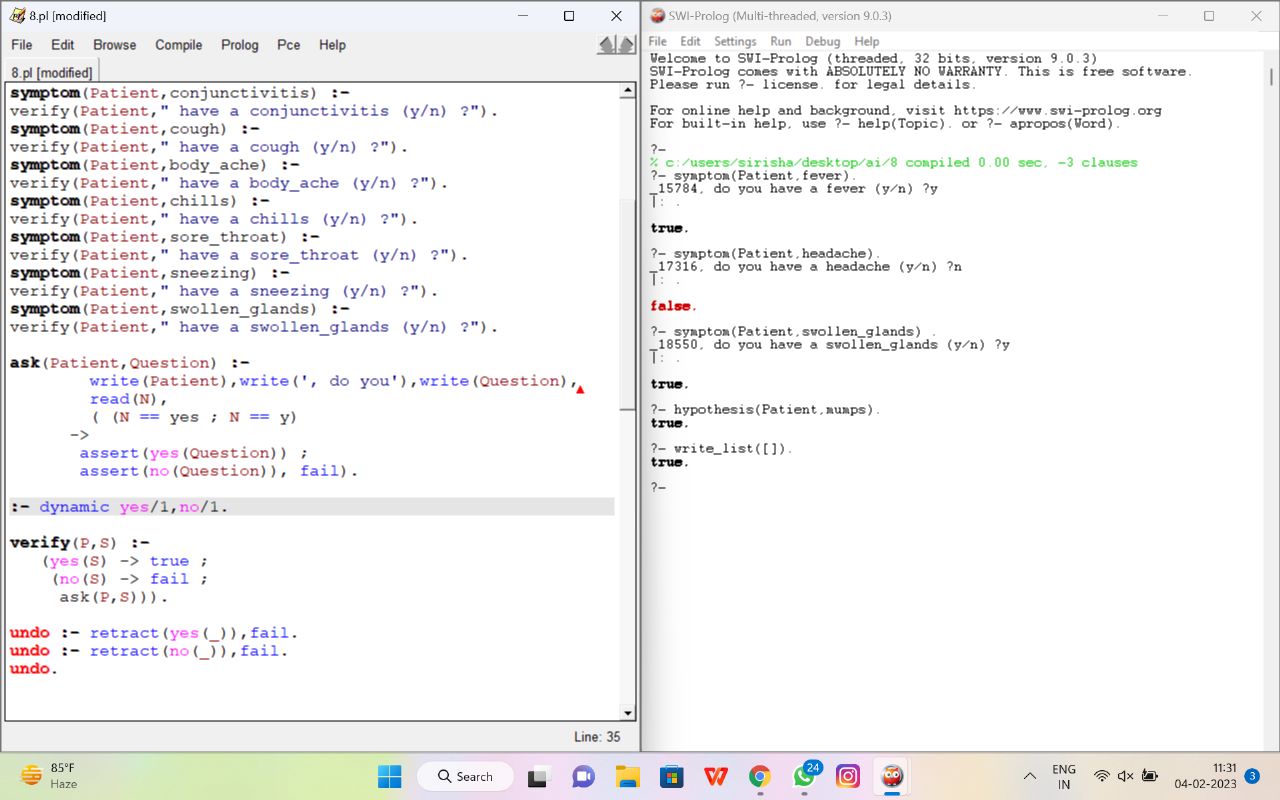 8.pl [modified]
File Edit Browse Compile Prolog Pce Help
8.pl [modified]
symptom(Patient,conjunctivitis) :-
verify(Patient," have a conjunctivitis (y/n) ?").
symptom(Patient,cough) :-
verify(Patient," have a cough (y/n) ?").
symptom(Patient,body_ache) :-
verify(Patient," have a body_ache (y/n) ?").
symptom(Patient,chills) :-
verify(Patient," have a chills (y/n) ?").
symptom(Patient,sore_throat) :-
verify(Patient," have a sore_throat (y/n) ?").
symptom(Patient,sneezing) :-
verify(Patient," have a sneezing (y/n) ?").
symptom(Patient,swollen_glands) :-
verify(Patient," have a swollen_glands (y/n) ?").
ask(Patient,Question) :-
write(Patient),write(', do you'),write(Question),
read(N),
( (N == yes ; N == y)
->
assert(yes(Question)) ;
assert(no(Question)), fail).
:- dynamic yes/1,no/1.
verify(P,S) :-
(yes(S) -> true ;
(no(S) -> fail ;
ask(P,S))).
undo :- retract(yes(_)),fail.
undo :- retract(no(_)),fail.
undo.
Line: 35
SWI-Prolog (Multi-threaded, version 9.0.3)
File Edit Settings Run Debug Help
Welcome to SWI-Prolog (threaded, 32 bits, version 9.0.3)
SWI-Prolog comes with ABSOLUTELY NO WARRANTY. This is free software.
Please run ?- license. for legal details.
For online help and background, visit https://www.swi-prolog.org
For built-in help, use ?- help(Topic). or ?- apropos(Word).
?-
% c:/users/sirisha/desktop/ai/8 compiled 0.00 sec, -3 clauses
?- symptom(Patient,fever).
_15784, do you have a fever (y/n) ?y
|: .
true.
?- symptom(Patient,headache).
_17316, do you have a headache (y/n) ?n
|: .
false.
?- symptom(Patient,swollen_glands) .
_18550, do you have a swollen_glands (y/n) ?y
|: .
true.
?- hypothesis(Patient,mumps).
true.
?- write_list([]).
true.
?-
85°F
Haze
Search
24
ENG
IN
11:31
04-02-2023
3